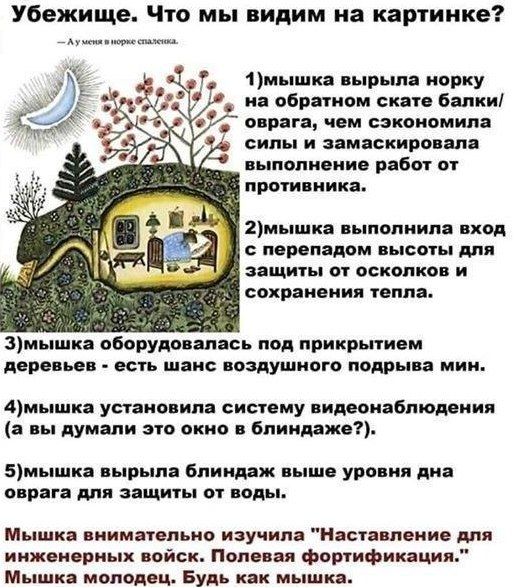 Убежище. Что мы видим на картинке?
— А у меня в норке спаленка.
1)мышка вырыла норку
на обратном скате балки/
оврага, чем сэкономила
силы и замаскировала
выполнение работ от
противника.
2)мышка выполнила вход
с перепадом высоты для
защиты от осколков и
сохранения тепла.
3)мышка оборудовалась под прикрытием
деревьев - есть шанс воздушного подрыва мин.
4)мышка установила систему видеонаблюдения
(а вы думали это окно в блиндаже?).
5)мышка вырыла блиндаж выше уровня дна
оврага для защиты от воды.
Мышка внимательно изучила "Наставление для
инженерных войск. Полевая фортификация."
Мышка молодец. Будь как мышка.